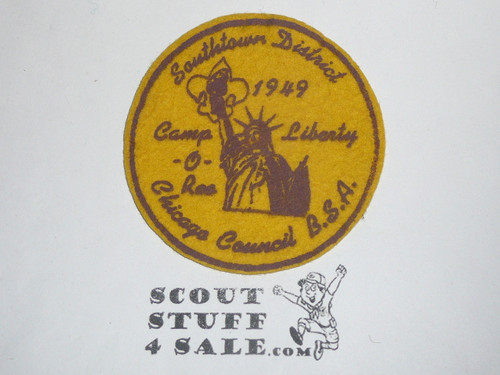 Southtown District
1949
Camp Liberty
-O-
Ree
Chicago Council B.S.A.
SCOUT
STUFF
4 SALE.COM